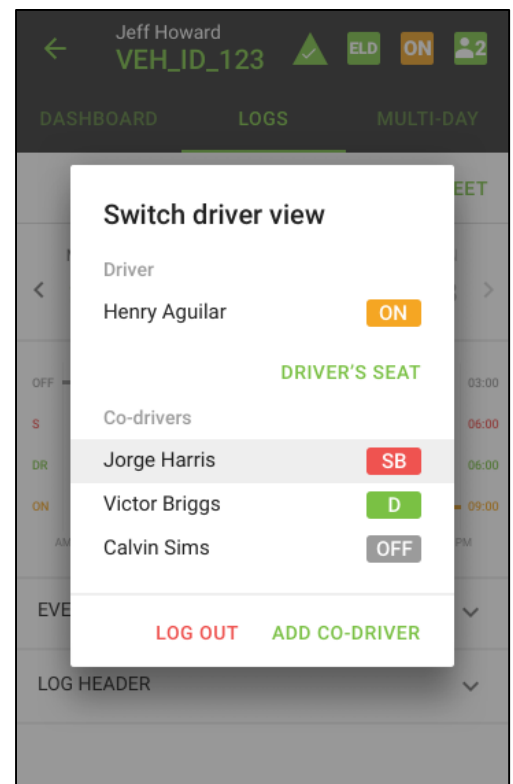 Jeff Howard
VEH_ID_123
ELD
ON
2
DASHBOARD LOGS MULTI-DAY
EET
Switch driver view
Driver
Henry Aguilar ON
DRIVER'S SEAT
Co-drivers
Jorge Harris SB
Victor Briggs D
Calvin Sims OFF
LOG OUT ADD CO-DRIVER
OFF 03:00
S 06:00
DR 06:00
ON 09:00
AM PM
EVE
LOG HEADER